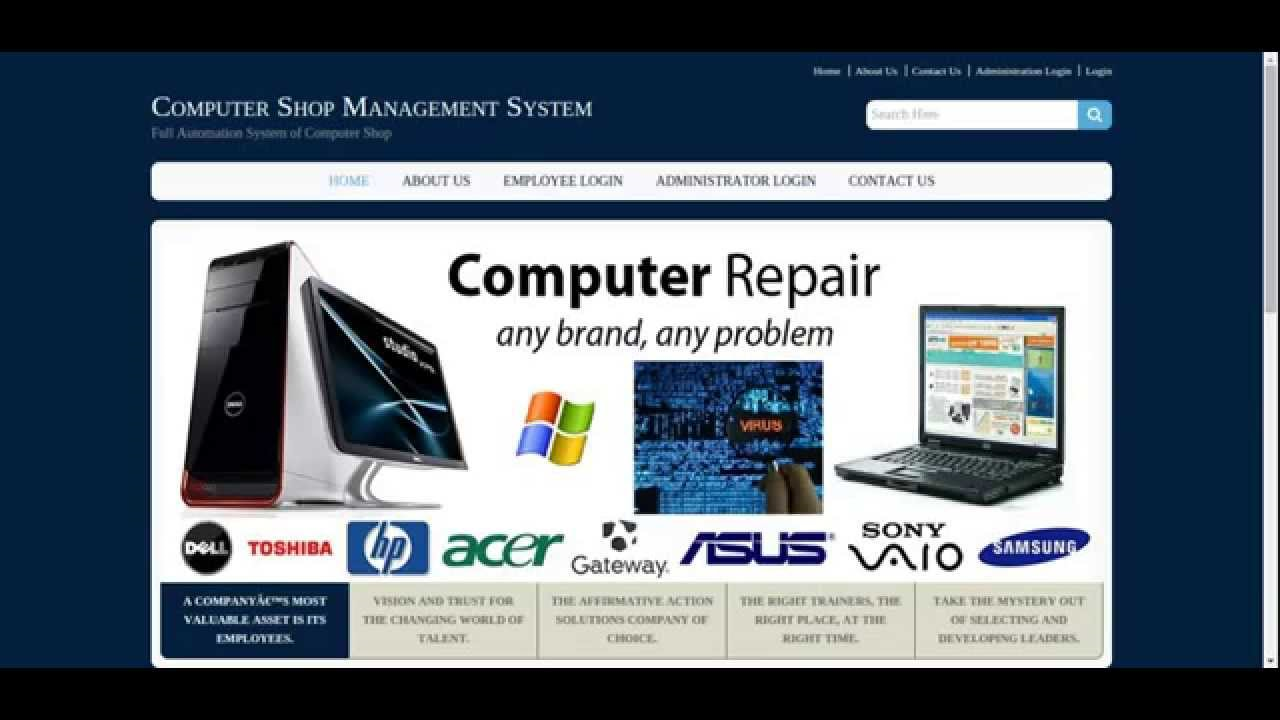 Home | About Us | Contact Us | Administration Login | Login
COMPUTER SHOP MANAGEMENT SYSTEM
Full Automation System of Computer Shop
Search Here
HOME ABOUT US EMPLOYEE LOGIN ADMINISTRATOR LOGIN CONTACT US
Computer Repair
any brand, any problem
studio
VIRUS
DELL
DELL TOSHIBA hp acer Gateway. ASUS SONY VAIO SAMSUNG
A COMPANYÂ€™S MOST
VALUABLE ASSET IS ITS
EMPLOYEES.
VISION AND TRUST FOR
THE CHANGING WORLD OF
TALENT.
THE AFFIRMATIVE ACTION
SOLUTIONS COMPANY OF
CHOICE.
THE RIGHT TRAINERS, THE
RIGHT PLACE, AT THE
RIGHT TIME.
TAKE THE MYSTERY OUT
OF SELECTING AND
DEVELOPING LEADERS.